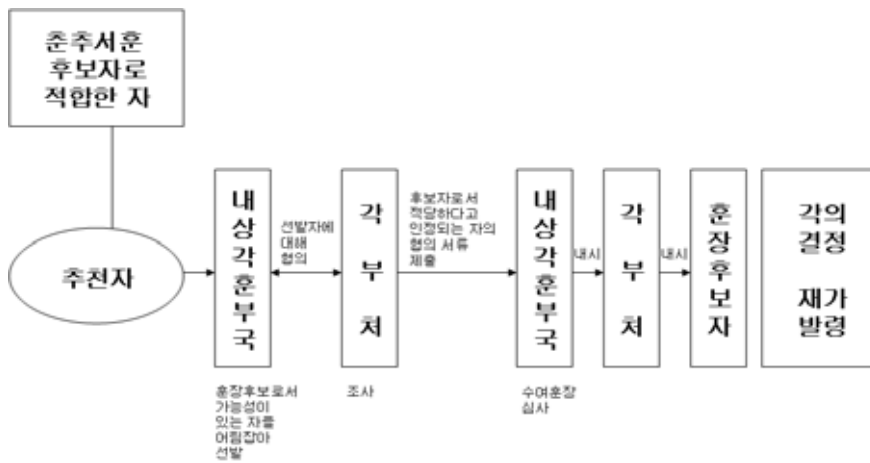 춘추서훈
후보자로
적합한 자
추천자
내상각훈부국
선발자에
대해
협의
각부처
후보자로서
적당하다고
인정되는 자의
협의 서류
제출
내상각훈부국
내시
각부처
내시
훈장후보자
각의
결정
재가
발령
훈장후보로서
가능성이
있는 자를
어림잡아
선발
조사
수여훈장
심사